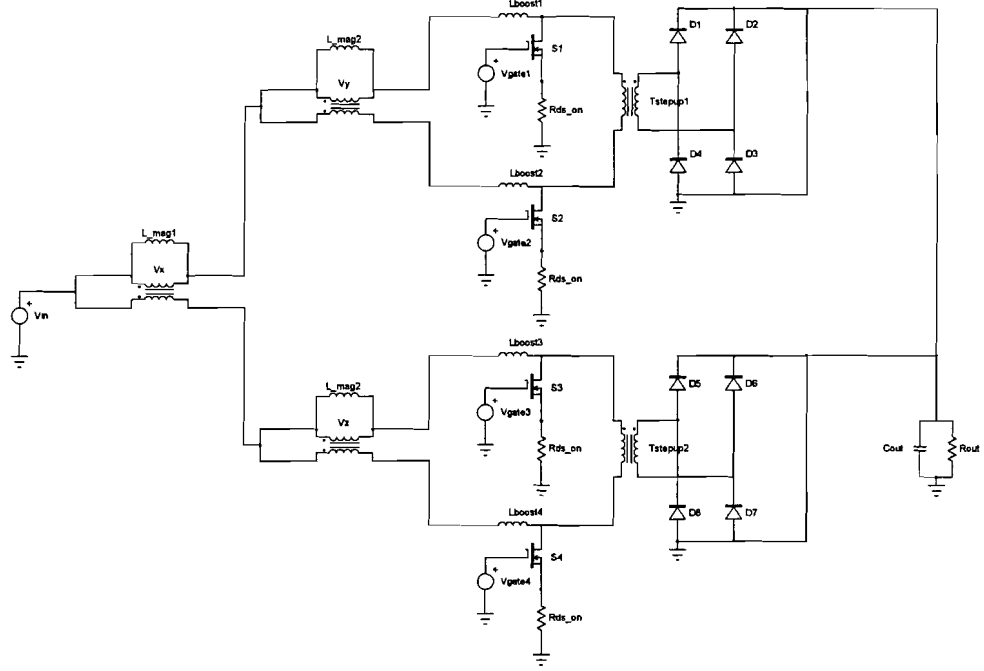 Lboost1
L_mag2
D1 D2
S1
Vy
Vgate1
Rds_on
Tstepup1
D4 D3
Lboost2
S2
L_mag1
Vgate2
Vx
Rds_on
Vin
Lboost3
L_mag2
D5 D6
S3
Vz
Vgate3
Rds_on
Tstepup2
Cout Rout
Lboost4
D8 D7
S4
Vgate4
Rds_on